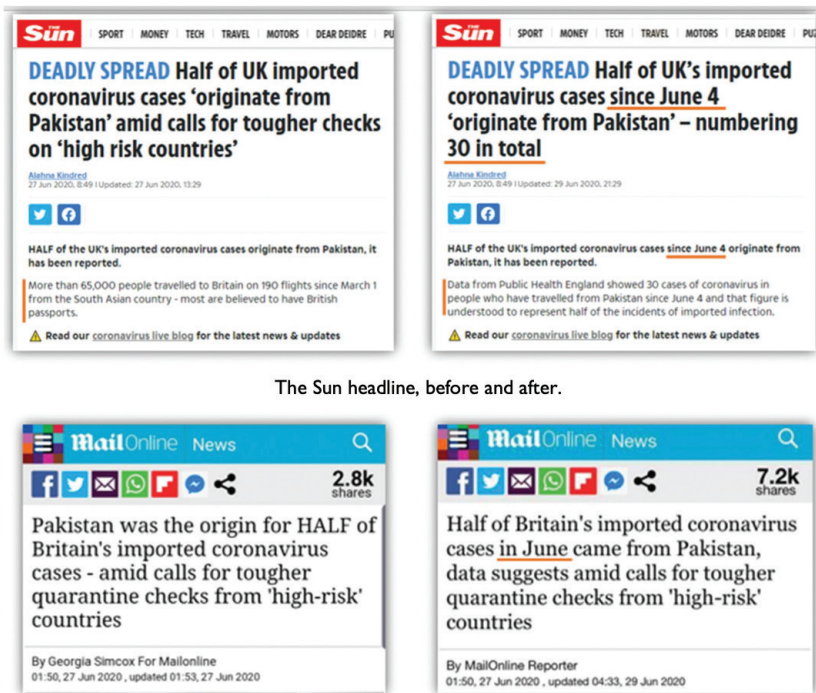 THE Sun SPORT MONEY TECH TRAVEL MOTORS DEAR DEIDRE PU
DEADLY SPREAD Half of UK imported
coronavirus cases ‘originate from
Pakistan’ amid calls for tougher checks
on ‘high risk countries’
Alahna Kindred
27 Jun 2020, 8:49 | Updated: 27 Jun 2020, 13:29
HALF of the UK's imported coronavirus cases originate from Pakistan, it
has been reported.
More than 65,000 people travelled to Britain on 190 flights since March 1
from the South Asian country - most are believed to have British
passports.
Read our coronavirus live blog for the latest news & updates
THE Sun SPORT MONEY TECH TRAVEL MOTORS DEAR DEIDRE PUZ
DEADLY SPREAD Half of UK’s imported
coronavirus cases since June 4
‘originate from Pakistan’ – numbering
30 in total
Alahna Kindred
27 Jun 2020, 8:49 | Updated: 29 Jun 2020, 21:29
HALF of the UK's imported coronavirus cases since June 4 originate from
Pakistan, it has been reported.
Data from Public Health England showed 30 cases of coronavirus in
people who have travelled from Pakistan since June 4 and that figure is
understood to represent half of the incidents of imported infection.
Read our coronavirus live blog for the latest news & updates
The Sun headline, before and after.
Mail Online News
2.8k
shares
Pakistan was the origin for HALF of
Britain's imported coronavirus
cases - amid calls for tougher
quarantine checks from 'high-risk'
countries
By Georgia Simcox For Mailonline
01:50, 27 Jun 2020 , updated 01:53, 27 Jun 2020
Mail Online News
7.2k
shares
Half of Britain's imported coronavirus
cases in June came from Pakistan,
data suggests amid calls for tougher
quarantine checks from 'high-risk'
countries
By MailOnline Reporter
01:50, 27 Jun 2020 , updated 04:33, 29 Jun 2020